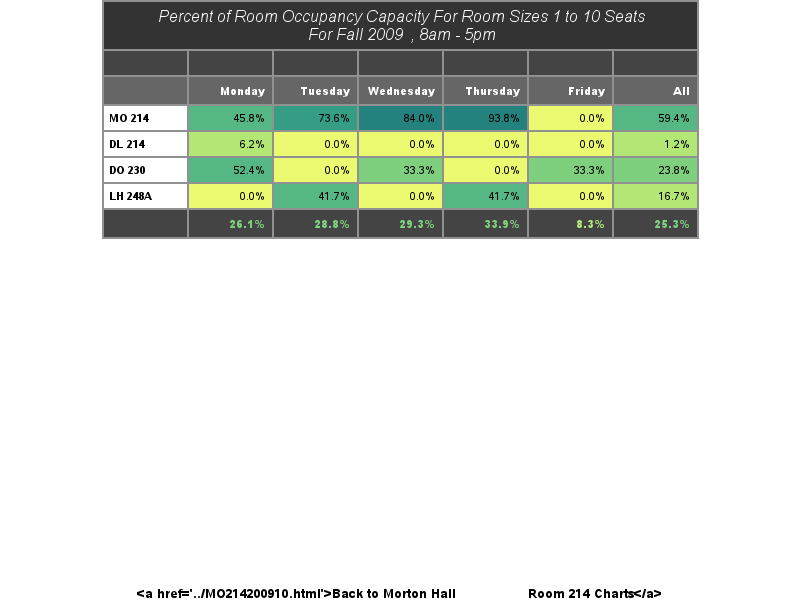 Percent of Room Occupancy Capacity For Room Sizes 1 to 10 Seats
For Fall 2009 , 8am - 5pm
Monday Tuesday Wednesday Thursday Friday All
MO 214 45.8% 73.6% 84.0% 93.8% 0.0% 59.4%
DL 214 6.2% 0.0% 0.0% 0.0% 0.0% 1.2%
DO 230 52.4% 0.0% 33.3% 0.0% 33.3% 23.8%
LH 248A 0.0% 41.7% 0.0% 41.7% 0.0% 16.7%
26.1% 28.8% 29.3% 33.9% 8.3% 25.3%
<a href='../MO214200910.html'>Back to Morton Hall Room 214 Charts</a>